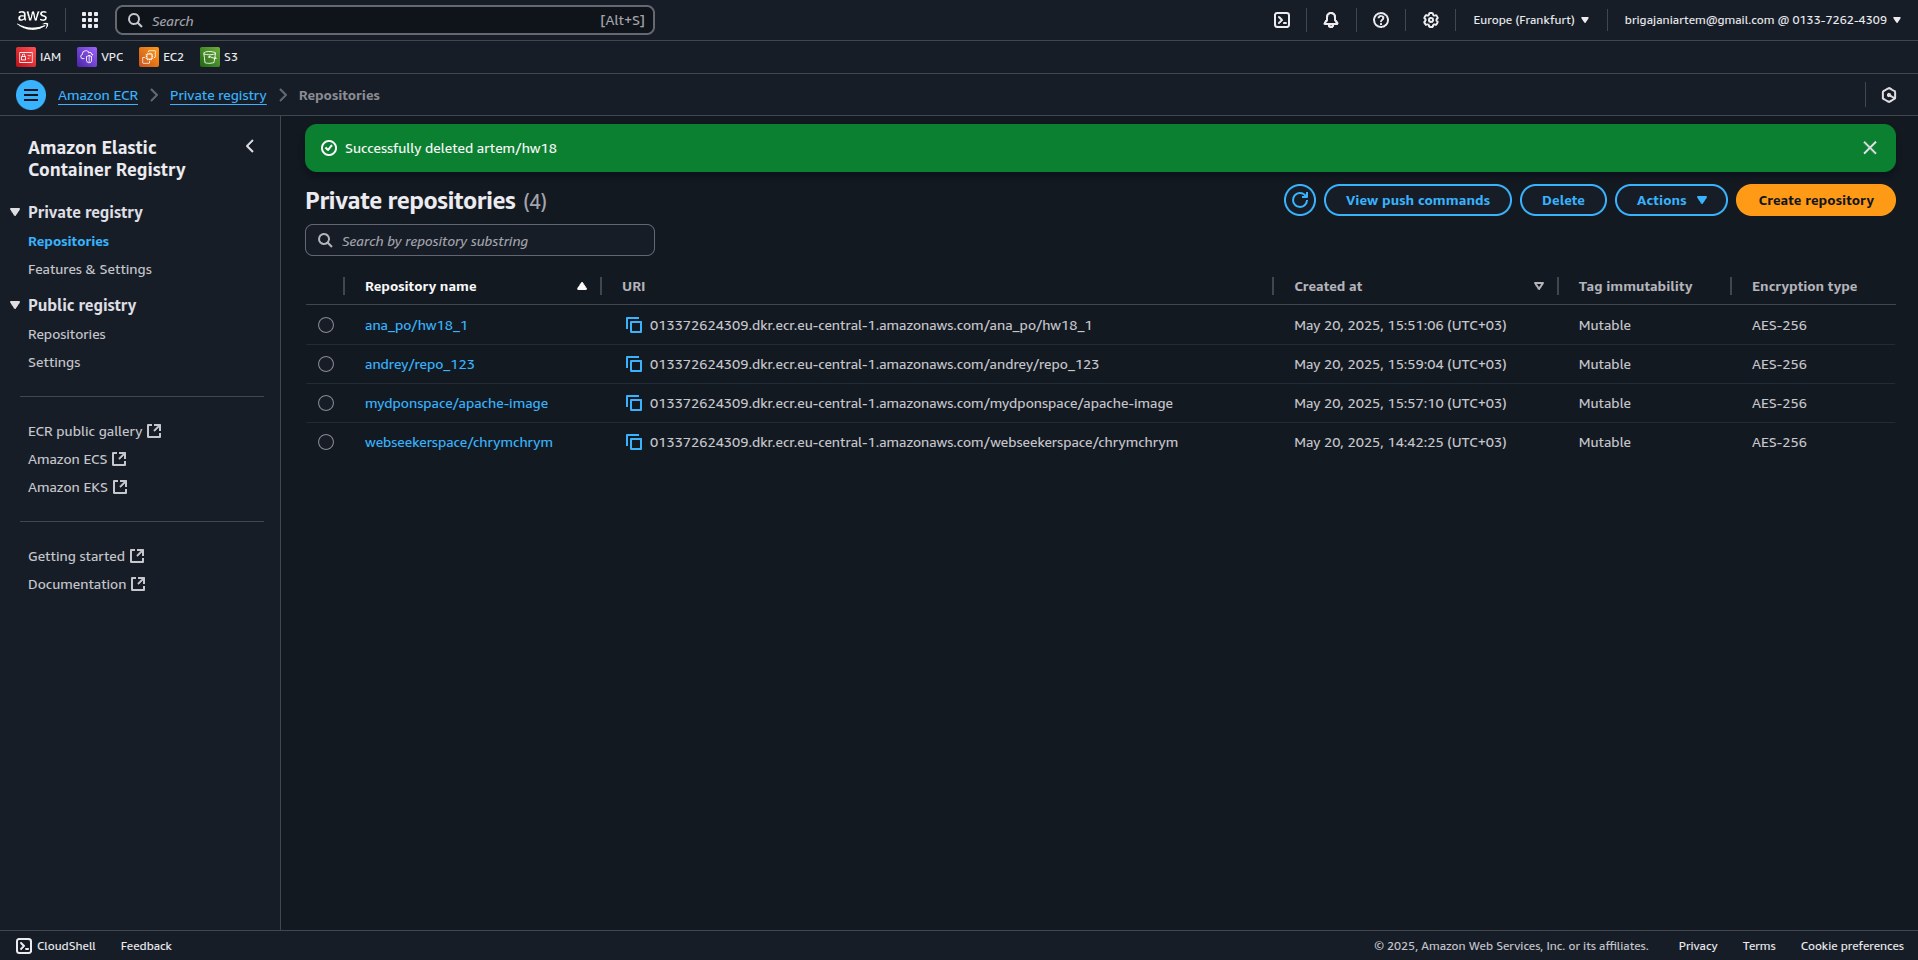 aws
Search [Alt+S]
Europe (Frankfurt)
brigajaniartem@gmail.com @ 0133-7262-4309
IAM VPC EC2 S3
Amazon ECR Private registry Repositories
Amazon Elastic
Container Registry
Private registry
Repositories
Features & Settings
Public registry
Repositories
Settings
ECR public gallery
Amazon ECS
Amazon EKS
Getting started
Documentation
Successfully deleted artem/hw18
Private repositories (4)
View push commands Delete Actions Create repository
Search by repository substring
Repository name URI Created at Tag immutability Encryption type
ana_po/hw18_1 013372624309.dkr.ecr.eu-central-1.amazonaws.com/ana_po/hw18_1 May 20, 2025, 15:51:06 (UTC+03) Mutable AES-256
andrey/repo_123 013372624309.dkr.ecr.eu-central-1.amazonaws.com/andrey/repo_123 May 20, 2025, 15:59:04 (UTC+03) Mutable AES-256
mydponspace/apache-image 013372624309.dkr.ecr.eu-central-1.amazonaws.com/mydponspace/apache-image May 20, 2025, 15:57:10 (UTC+03) Mutable AES-256
webseekerspace/chrymchrym 013372624309.dkr.ecr.eu-central-1.amazonaws.com/webseekerspace/chrymchrym May 20, 2025, 14:42:25 (UTC+03) Mutable AES-256
CloudShell Feedback © 2025, Amazon Web Services, Inc. or its affiliates. Privacy Terms Cookie preferences